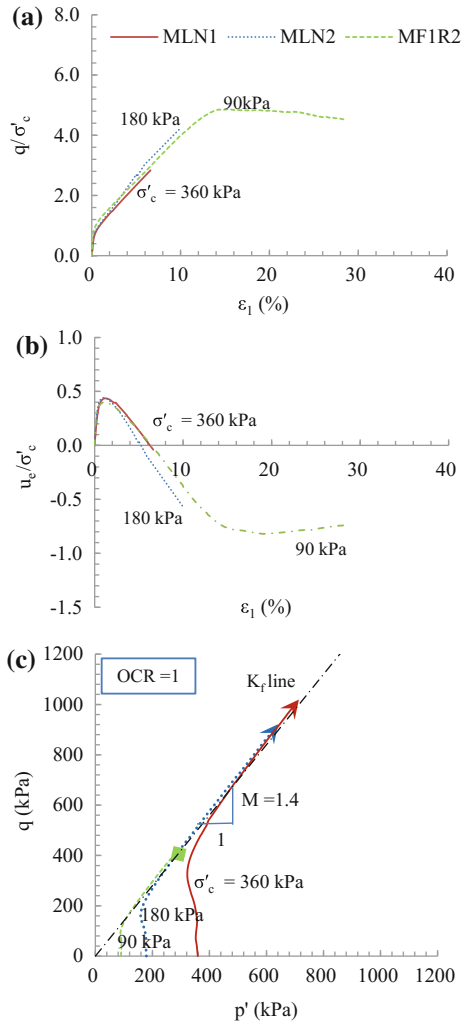 (a)
MLN1 MLN2 MF1R2
8.0
6.0
4.0
2.0
0.0
q/σ'c
180 kPa
90kPa
σ'c = 360 kPa
0 10 20 30 40
ε1 (%)
(b)
1.0
0.5
0.0
-0.5
-1.0
-1.5
ue/σ'c
σ'c = 360 kPa
0 10 20 30 40
180 kPa
90 kPa
ε1 (%)
(c)
1200
1000
800
600
400
200
0
q (kPa)
OCR =1
Kf line
M =1.4
1
σ'c = 360 kPa
180 kPa
90 kPa
0 200 400 600 800 1000 1200
p' (kPa)